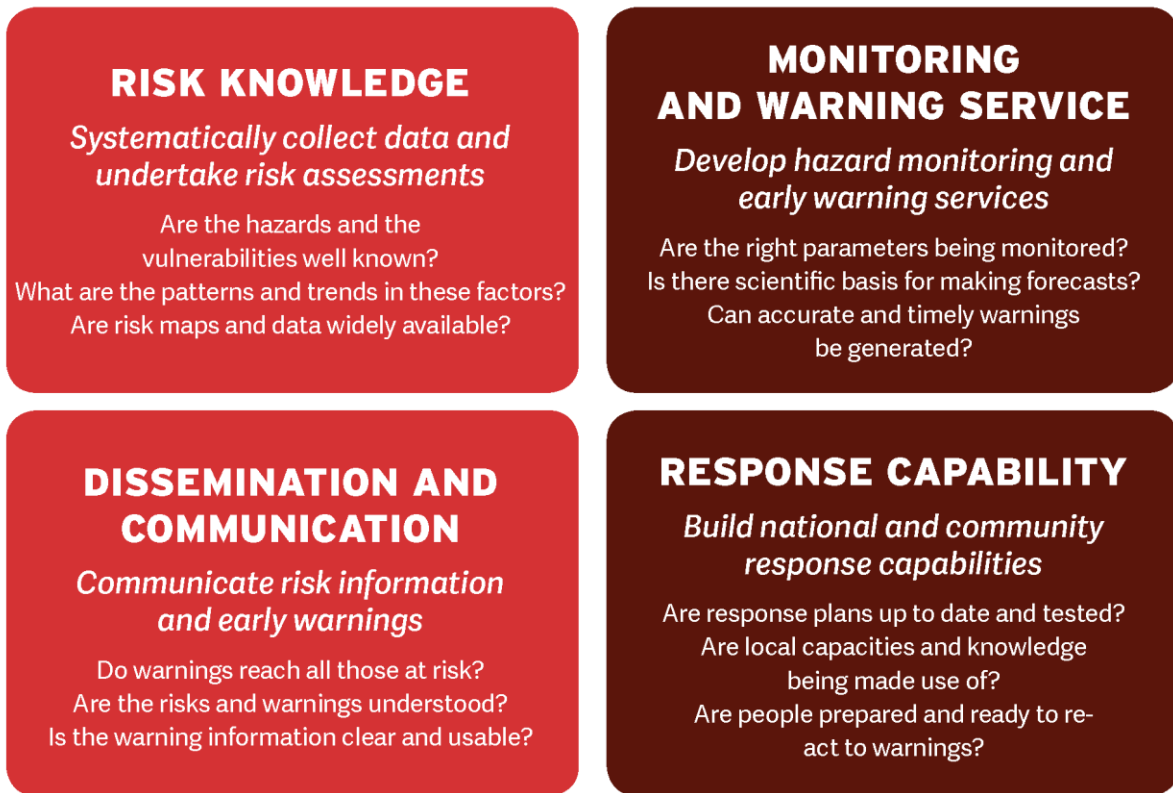 RISK KNOWLEDGE
Systematically collect data and
undertake risk assessments
Are the hazards and the
vulnerabilities well known?
What are the patterns and trends in these factors?
Are risk maps and data widely available?
MONITORING
AND WARNING SERVICE
Develop hazard monitoring and
early warning services
Are the right parameters being monitored?
Is there scientific basis for making forecasts?
Can accurate and timely warnings
be generated?
DISSEMINATION AND
COMMUNICATION
Communicate risk information
and early warnings
Do warnings reach all those at risk?
Are the risks and warnings understood?
Is the warning information clear and usable?
RESPONSE CAPABILITY
Build national and community
response capabilities
Are response plans up to date and tested?
Are local capacities and knowledge
being made use of?
Are people prepared and ready to re-
act to warnings?